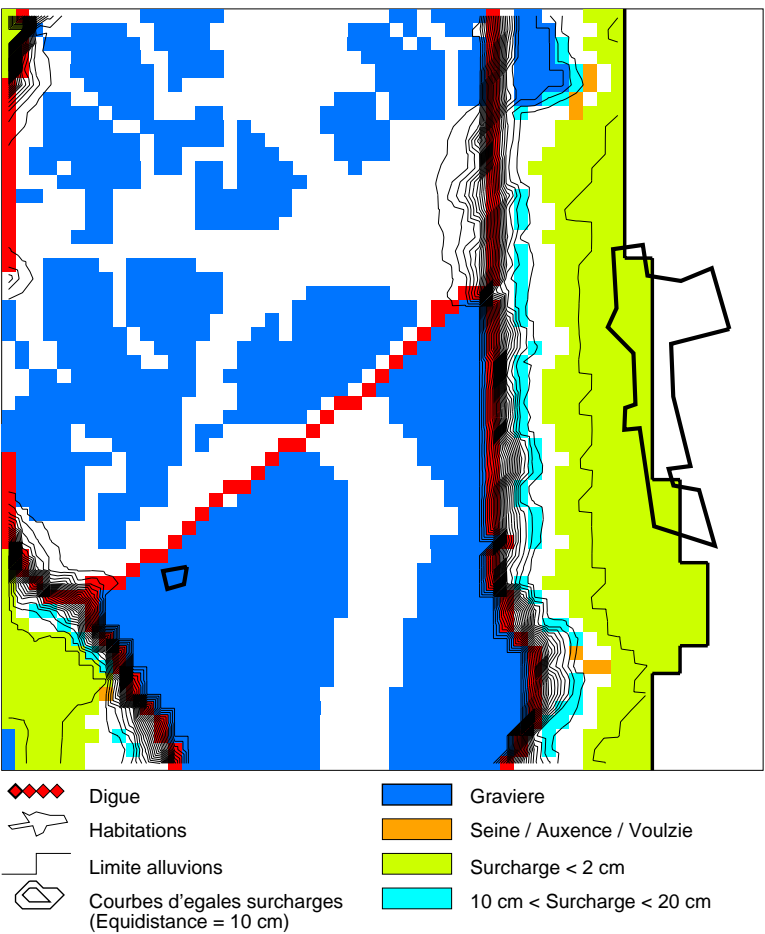 Digue
Habitations
Limite alluvions
Courbes d'egales surcharges
(Equidistance = 10 cm)
Graviere
Seine / Auxence / Voulzie
Surcharge < 2 cm
10 cm < Surcharge < 20 cm